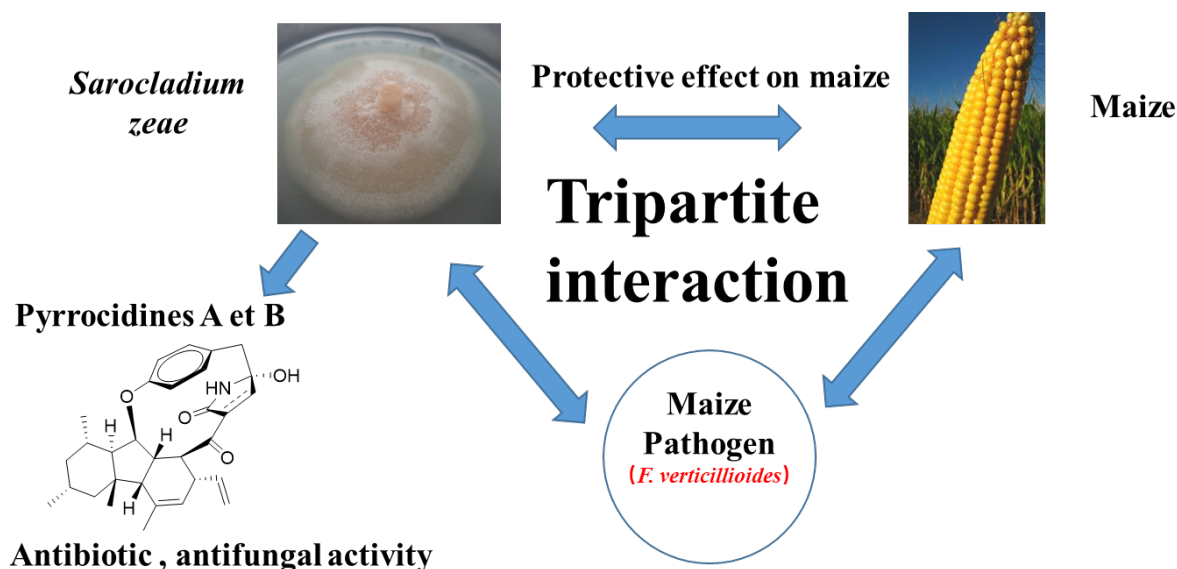 Sarocladium
zeae
Protective effect on maize
Maize
Tripartite
interaction
Pyrrocidines A et B
O
HN
OH
O
O
H
H
H
H
Maize
Pathogen
(F. verticillioides)
Antibiotic , antifungal activity